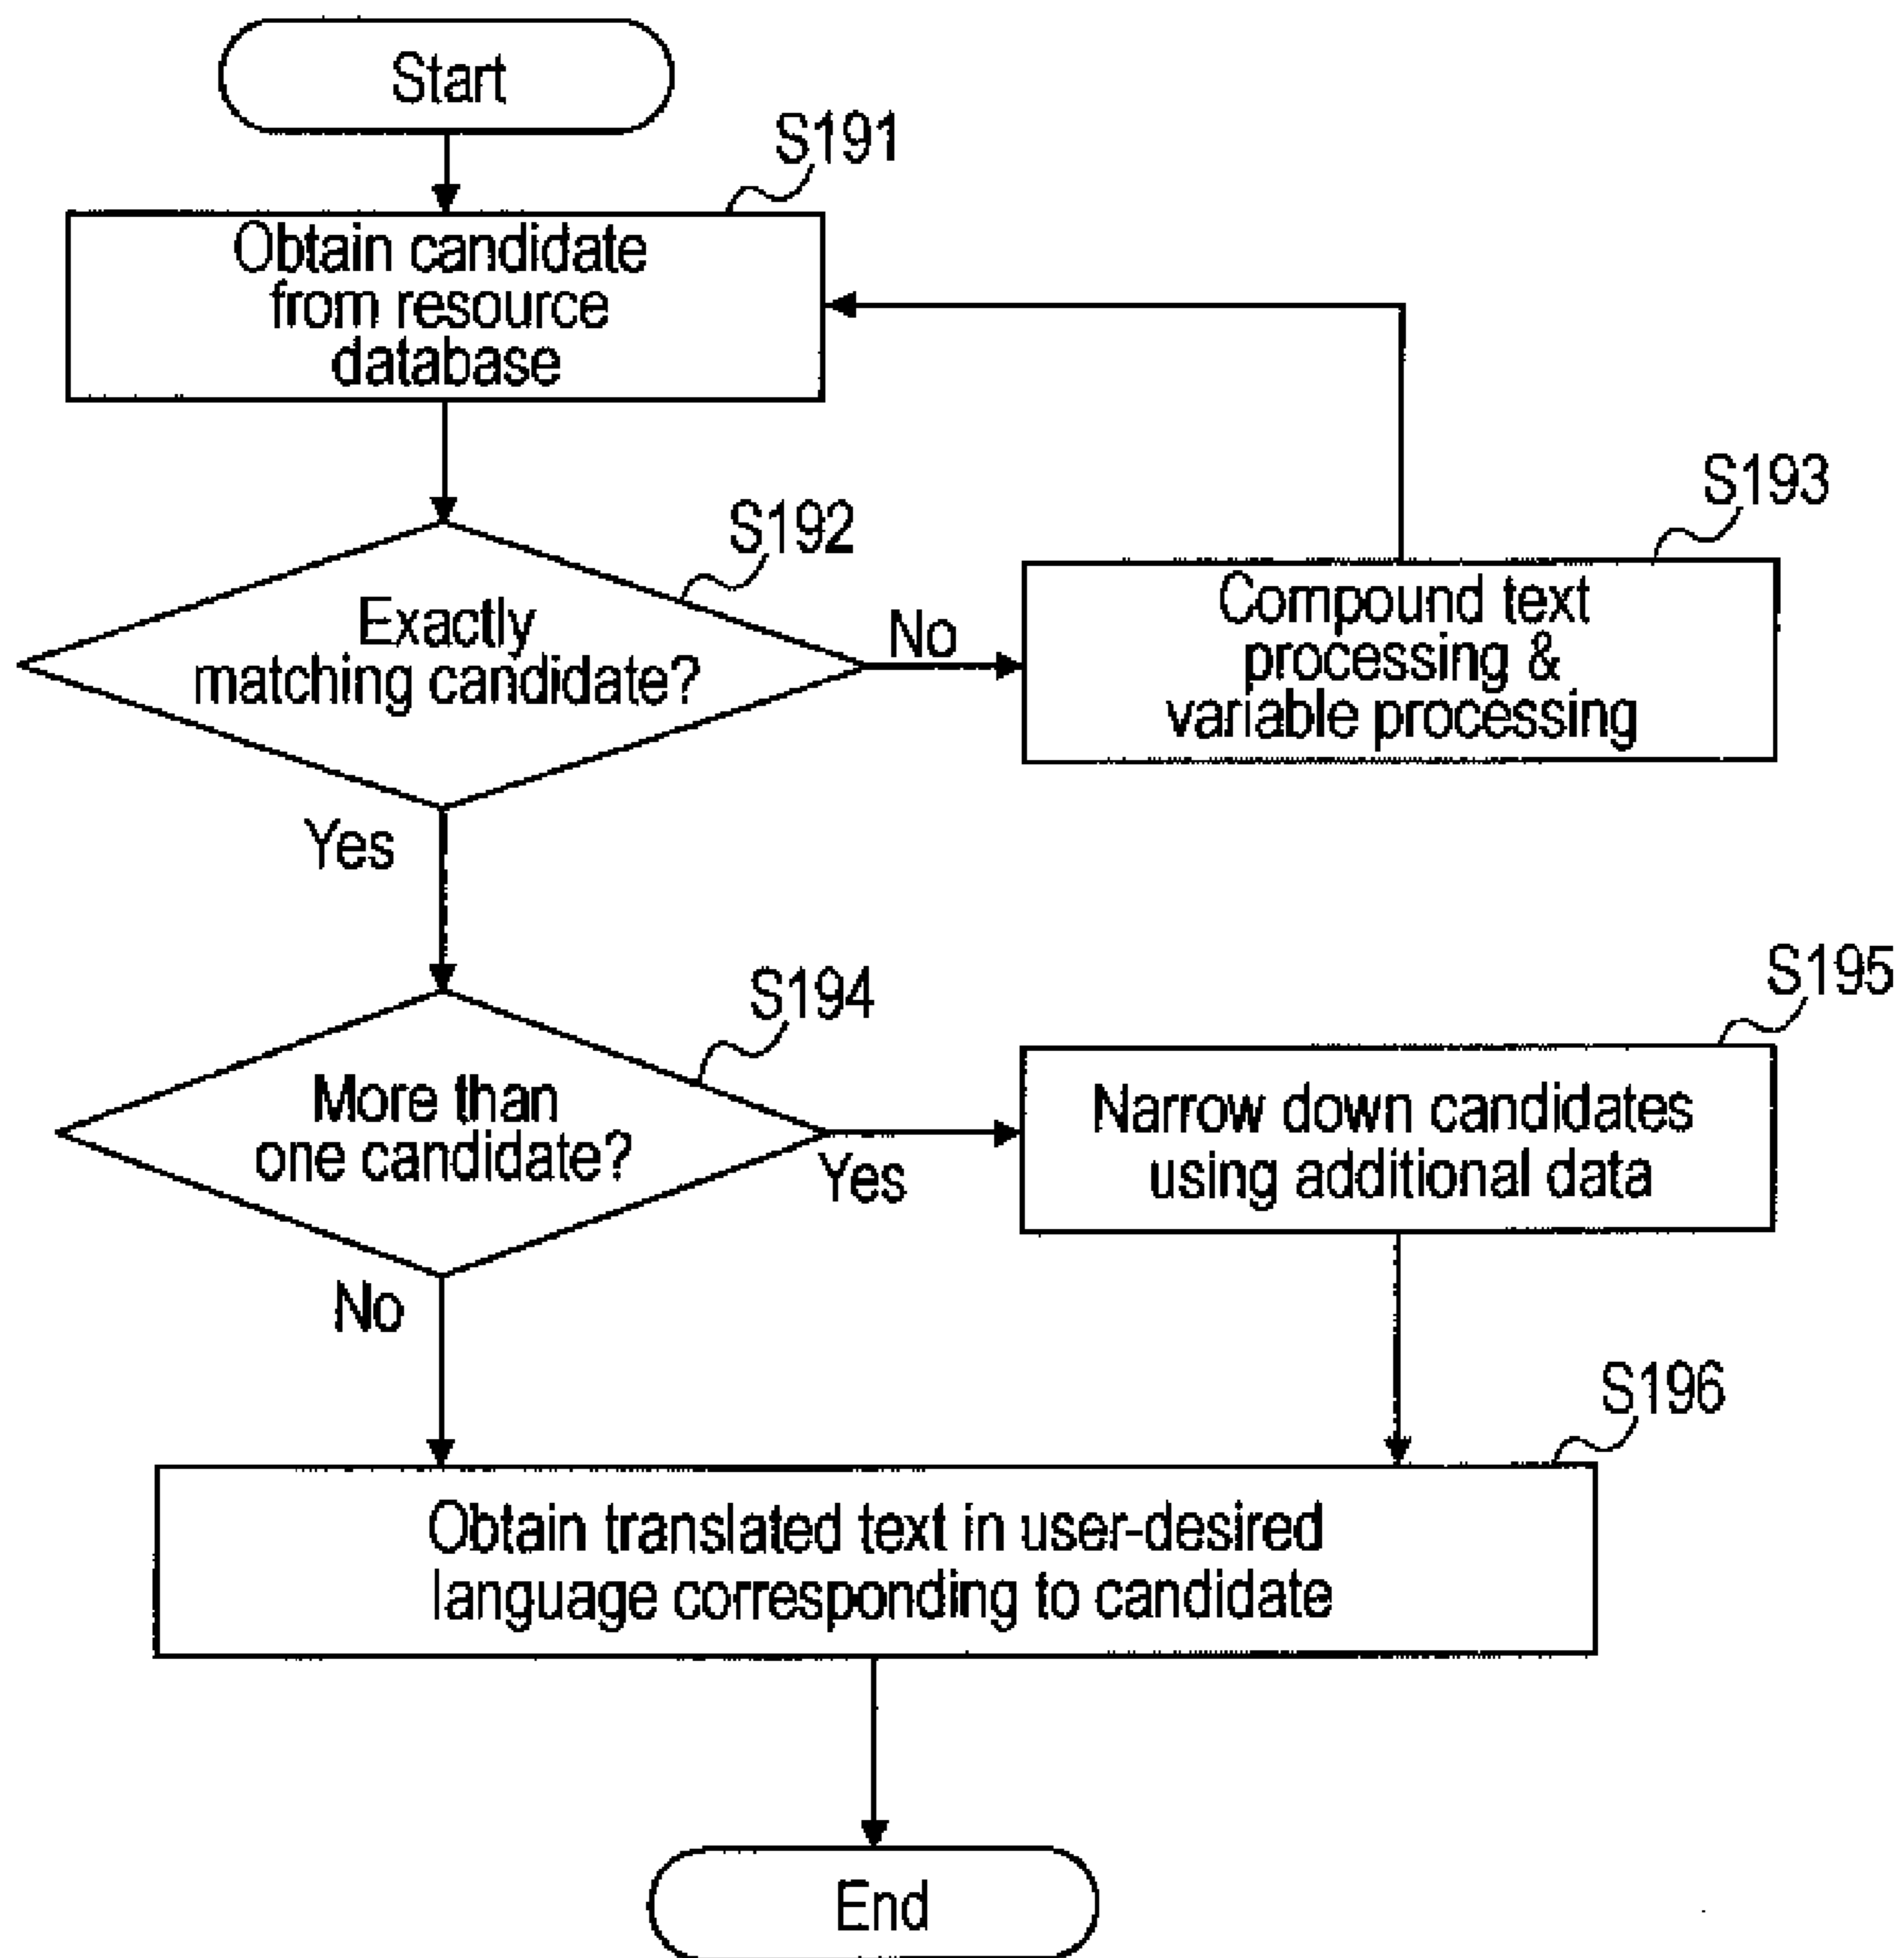 Start
S191
Obtain candidate
from resource
database
S192
Exactly
matching candidate?
No
S193
Compound text
processing &
variable processing
Yes
S194
More than
one candidate?
Yes
S195
Narrow down candidates
using additional data
No
S196
Obtain translated text in user-desired
language corresponding to candidate
End